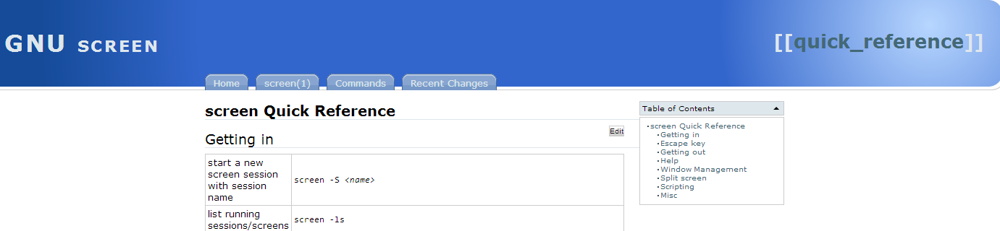 GNU SCREEN
[[quick_reference]]
Home
screen(1)
Commands
Recent Changes
screen Quick Reference
Table of Contents
screen Quick Reference
Getting in
Escape key
Getting out
Help
Window Management
Split screen
Scripting
Misc
Getting in
Edit
start a new
screen session
with session
name
screen -S <name>
list running
sessions/screens
screen -ls